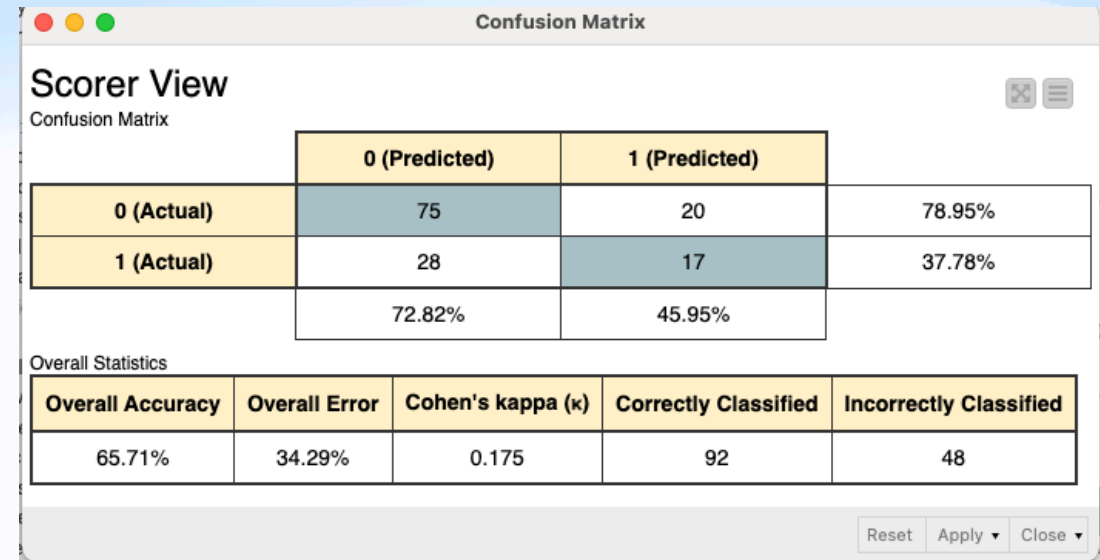 Confusion Matrix
Scorer View
Confusion Matrix
0 (Predicted) 1 (Predicted)
0 (Actual) 75 20 78.95%
1 (Actual) 28 17 37.78%
72.82% 45.95%
Overall Statistics
Overall Accuracy Overall Error Cohen's kappa (κ) Correctly Classified Incorrectly Classified
65.71% 34.29% 0.175 92 48
Reset Apply Close